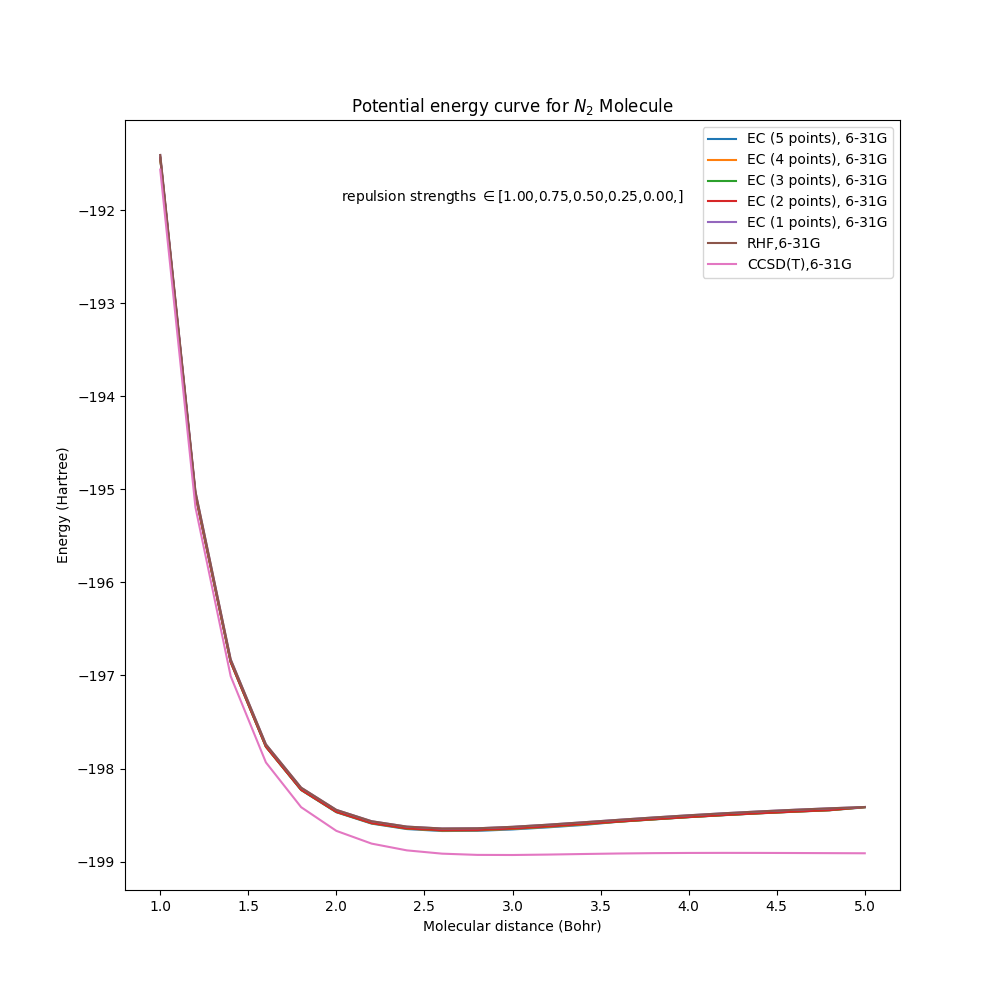 Potential energy curve for N₂ Molecule
EC (5 points), 6-31G
EC (4 points), 6-31G
EC (3 points), 6-31G
EC (2 points), 6-31G
EC (1 points), 6-31G
RHF,6-31G
CCSD(T),6-31G
repulsion strengths ∈[1.00,0.75,0.50,0.25,0.00,]
Energy (Hartree)
−192
−193
−194
−195
−196
−197
−198
−199
1.0 1.5 2.0 2.5 3.0 3.5 4.0 4.5 5.0
Molecular distance (Bohr)